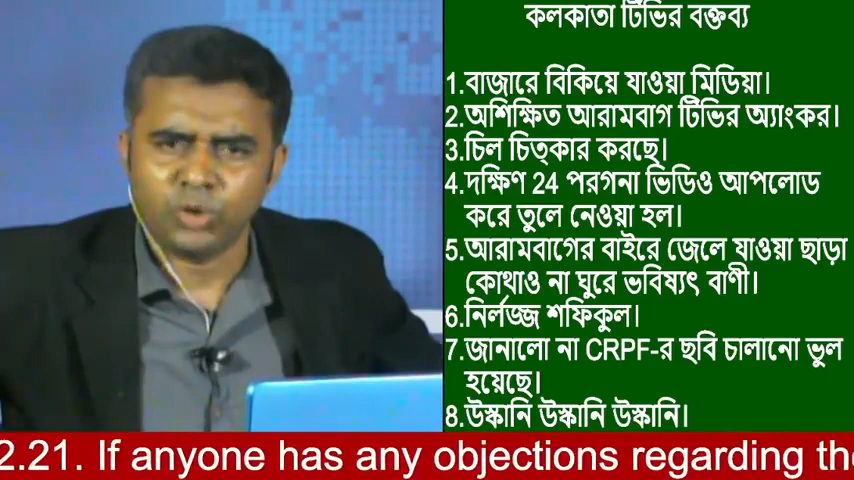 কলকাতা টিভির বক্তব্য
1.বাজারে বিকিয়ে যাওয়া মিডিয়া।
2.অশিক্ষিত আরামবাগ টিভির অ্যাংকর।
3.চিল চিত্কার করছে।
4.দক্ষিণ 24 পরগনা ভিডিও আপলোড
করে তুলে নেওয়া হল।
5.আরামবাগের বাইরে জেলে যাওয়া ছাড়া
কোথাও না ঘুরে ভবিষ্যৎ বাণী।
6.নির্লজ্জ শফিকুল।
7.জানালো না CRPF-র ছবি চালানো ভুল
হয়েছে।
8.উস্কানি উস্কানি উস্কানি।
2.21. If anyone has any objections regarding the